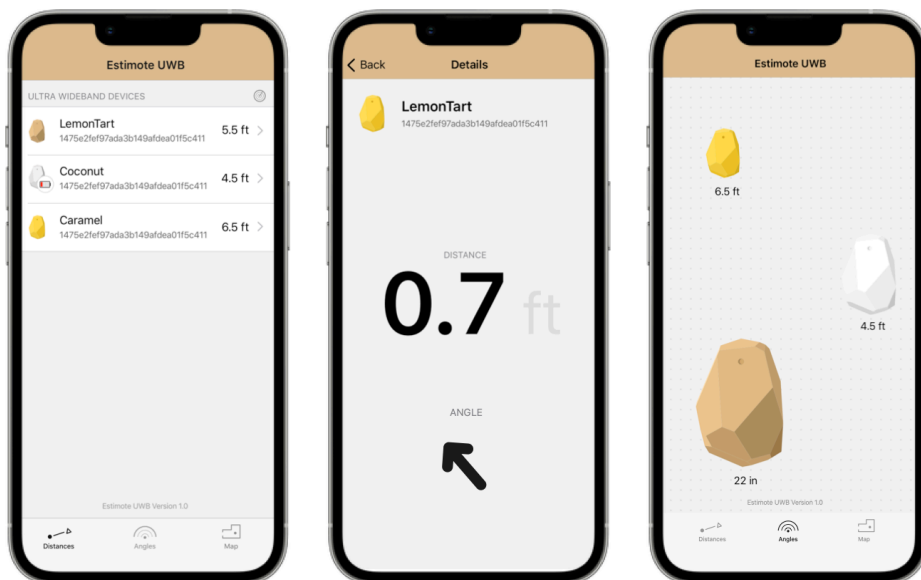 Estimote UWB
ULTRA WIDEBAND DEVICES
LemonTart
1475e2fef97ada3b149afdea01f5c411
5.5 ft
Coconut
1475e2fef97ada3b149afdea01f5c411
4.5 ft
Caramel
1475e2fef97ada3b149afdea01f5c411
6.5 ft
Estimote UWB Version 1.0
Distances
Angles
Map
Back
Details
LemonTart
1475e2fef97ada3b149afdea01f5c411
DISTANCE
0.7 ft
ANGLE
Estimote UWB
6.5 ft
4.5 ft
22 in
Estimote UWB Version 1.0
Distances
Angles
Map